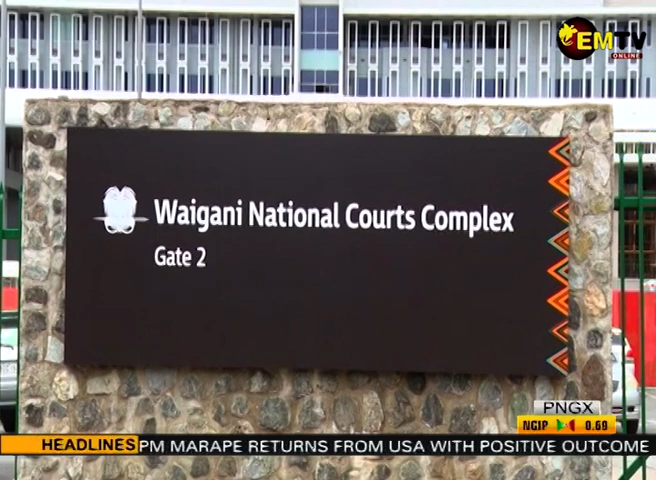 EMTV
ONLINE
Waigani National Courts Complex
Gate 2
PNGX
NGIP 0.69
HEADLINES PM MARAPE RETURNS FROM USA WITH POSITIVE OUTCOME